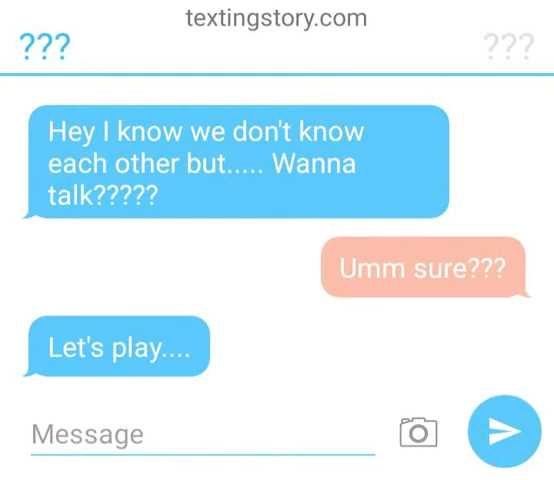 textingstory.com
??? ???
Hey I know we don't know
each other but..... Wanna
talk?????
Umm sure???
Let's play....
Message